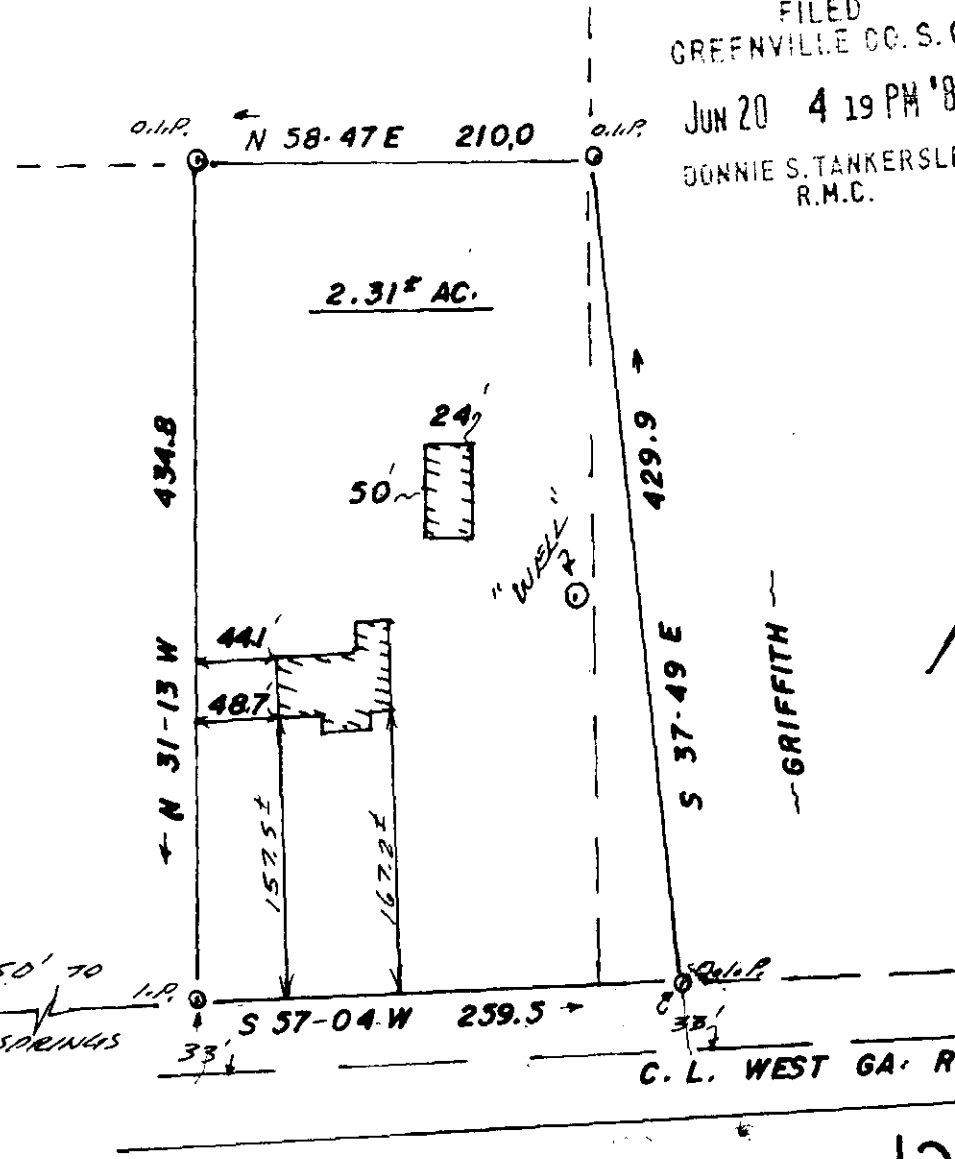 FILED
GREENVILLE CO. S.
JUN 20 4 19 PM '8
DONNIE S. TANKERSLE
R.M.C.
O.I.P.
N 58-47 E 210.0
O.I.P.
2.31± AC.
434.8
24'
50'
429.9
"WELL"
N 31-13 W
44.1'
48.7'
S 37-49 E
GRIFFITH
157.5±
167.2±
50' TO
SPRINGS
I.P.
O.I.P.
S 57-04 W 259.5
33'
33'
C. L. WEST GA. R